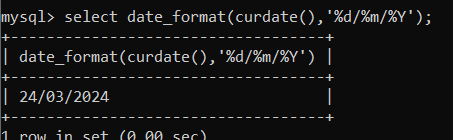 mysql> select date_format(curdate(),'%d/%m/%Y');
+----------------------------------+
| date_format(curdate(),'%d/%m/%Y') |
+----------------------------------+
| 24/03/2024 |
+----------------------------------+
1 row in set (0.00 sec)